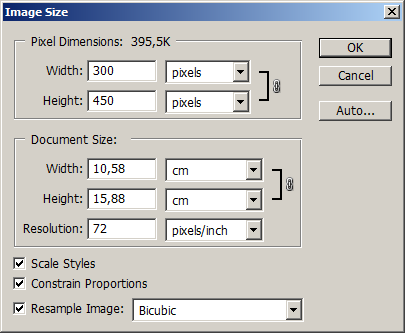 Image Size
Pixel Dimensions: 395,5K
OK
Width: 300 pixels
Cancel
Height: 450 pixels
Auto...
Document Size:
Width: 10,58 cm
Height: 15,88 cm
Resolution: 72 pixels/inch
Scale Styles
Constrain Proportions
Resample Image: Bicubic